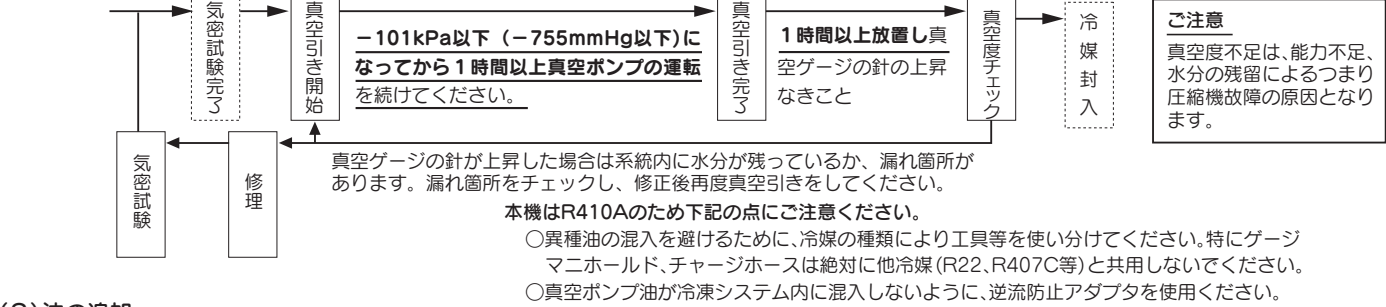 気密試験完了
真空引き開始
－101kPa以下（－755mmHg以下）に
なってから１時間以上真空ポンプの運転
を続けてください。
真空引き完了
１時間以上放置し真
空ゲージの針の上昇
なきこと
真空度チェック
冷媒封入
ご注意
真空度不足は、能力不足、
水分の残留によるつまり
圧縮機故障の原因となり
ます。
気密試験
修理
真空ゲージの針が上昇した場合は系統内に水分が残っているか、漏れ箇所が
あります。漏れ箇所をチェックし、修正後再度真空引きをしてください。
本機はR410Aのため下記の点にご注意ください。
○異種油の混入を避けるために、冷媒の種類により工具等を使い分けてください。特にゲージ
マニホールド、チャージホースは絶対に他冷媒（R22、R407C等）と共用しないでください。
○真空ポンプ油が冷凍システム内に混入しないように、逆流防止アダプタを使用ください。